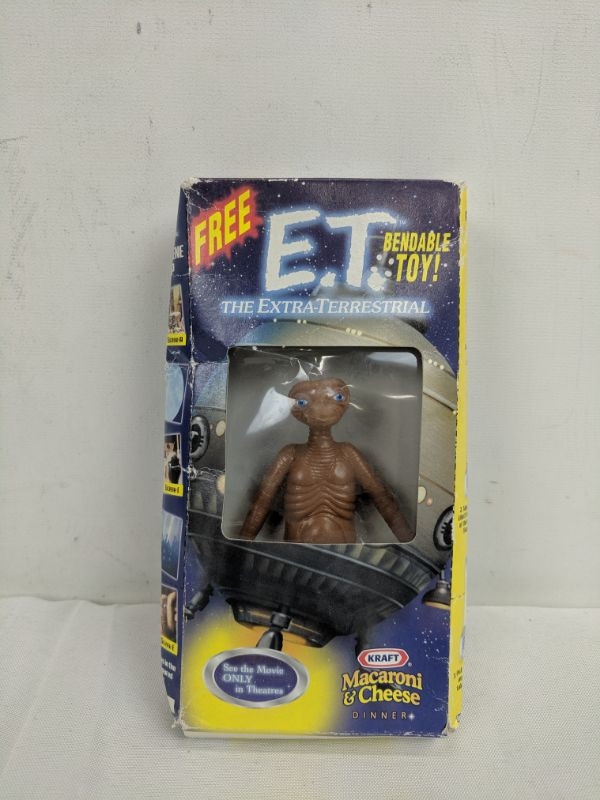 FREE
E.T.
BENDABLE
TOY!
THE EXTRA-TERRESTRIAL
See the Movie
ONLY
in Theatres
KRAFT
Macaroni
& Cheese
DINNER